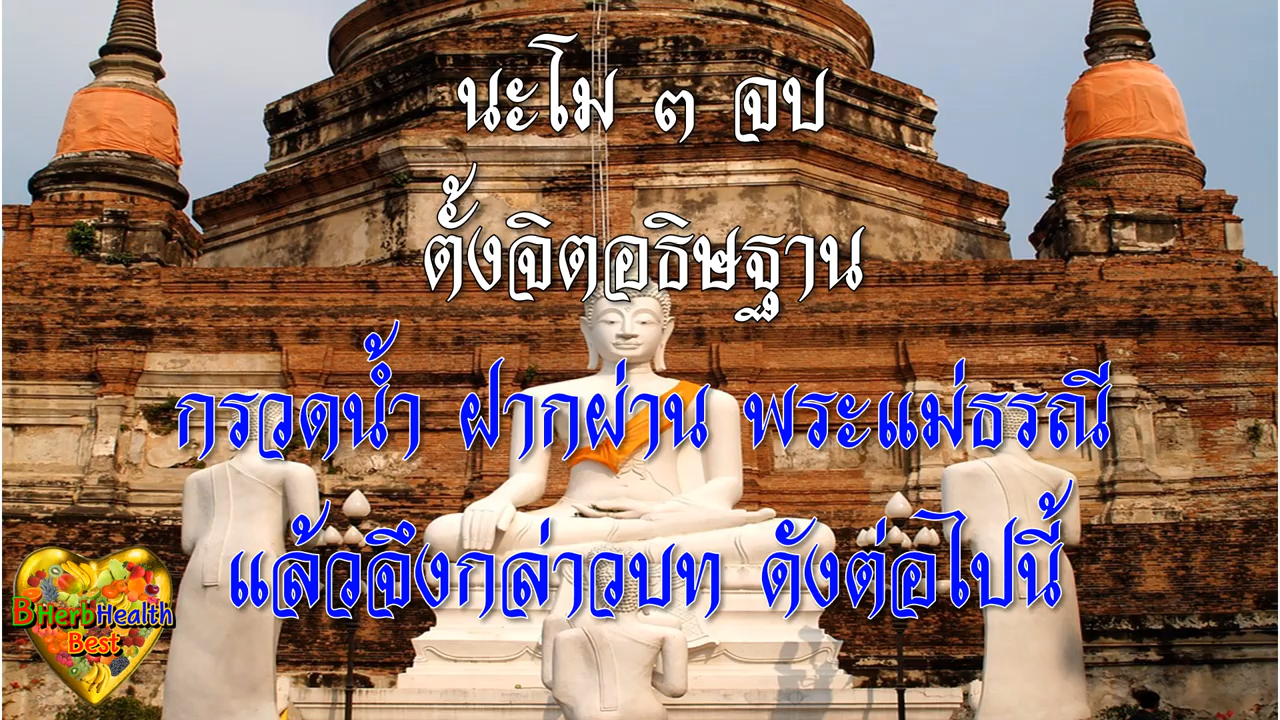 นะโม ๓ จบ
ตั้งจิตอธิษฐาน
กรวดน้ำ ฝากผ่าน พระแม่ธรณี
แล้วจึงกล่าวบท ดังต่อไปนี้
B HerbHealth
Best